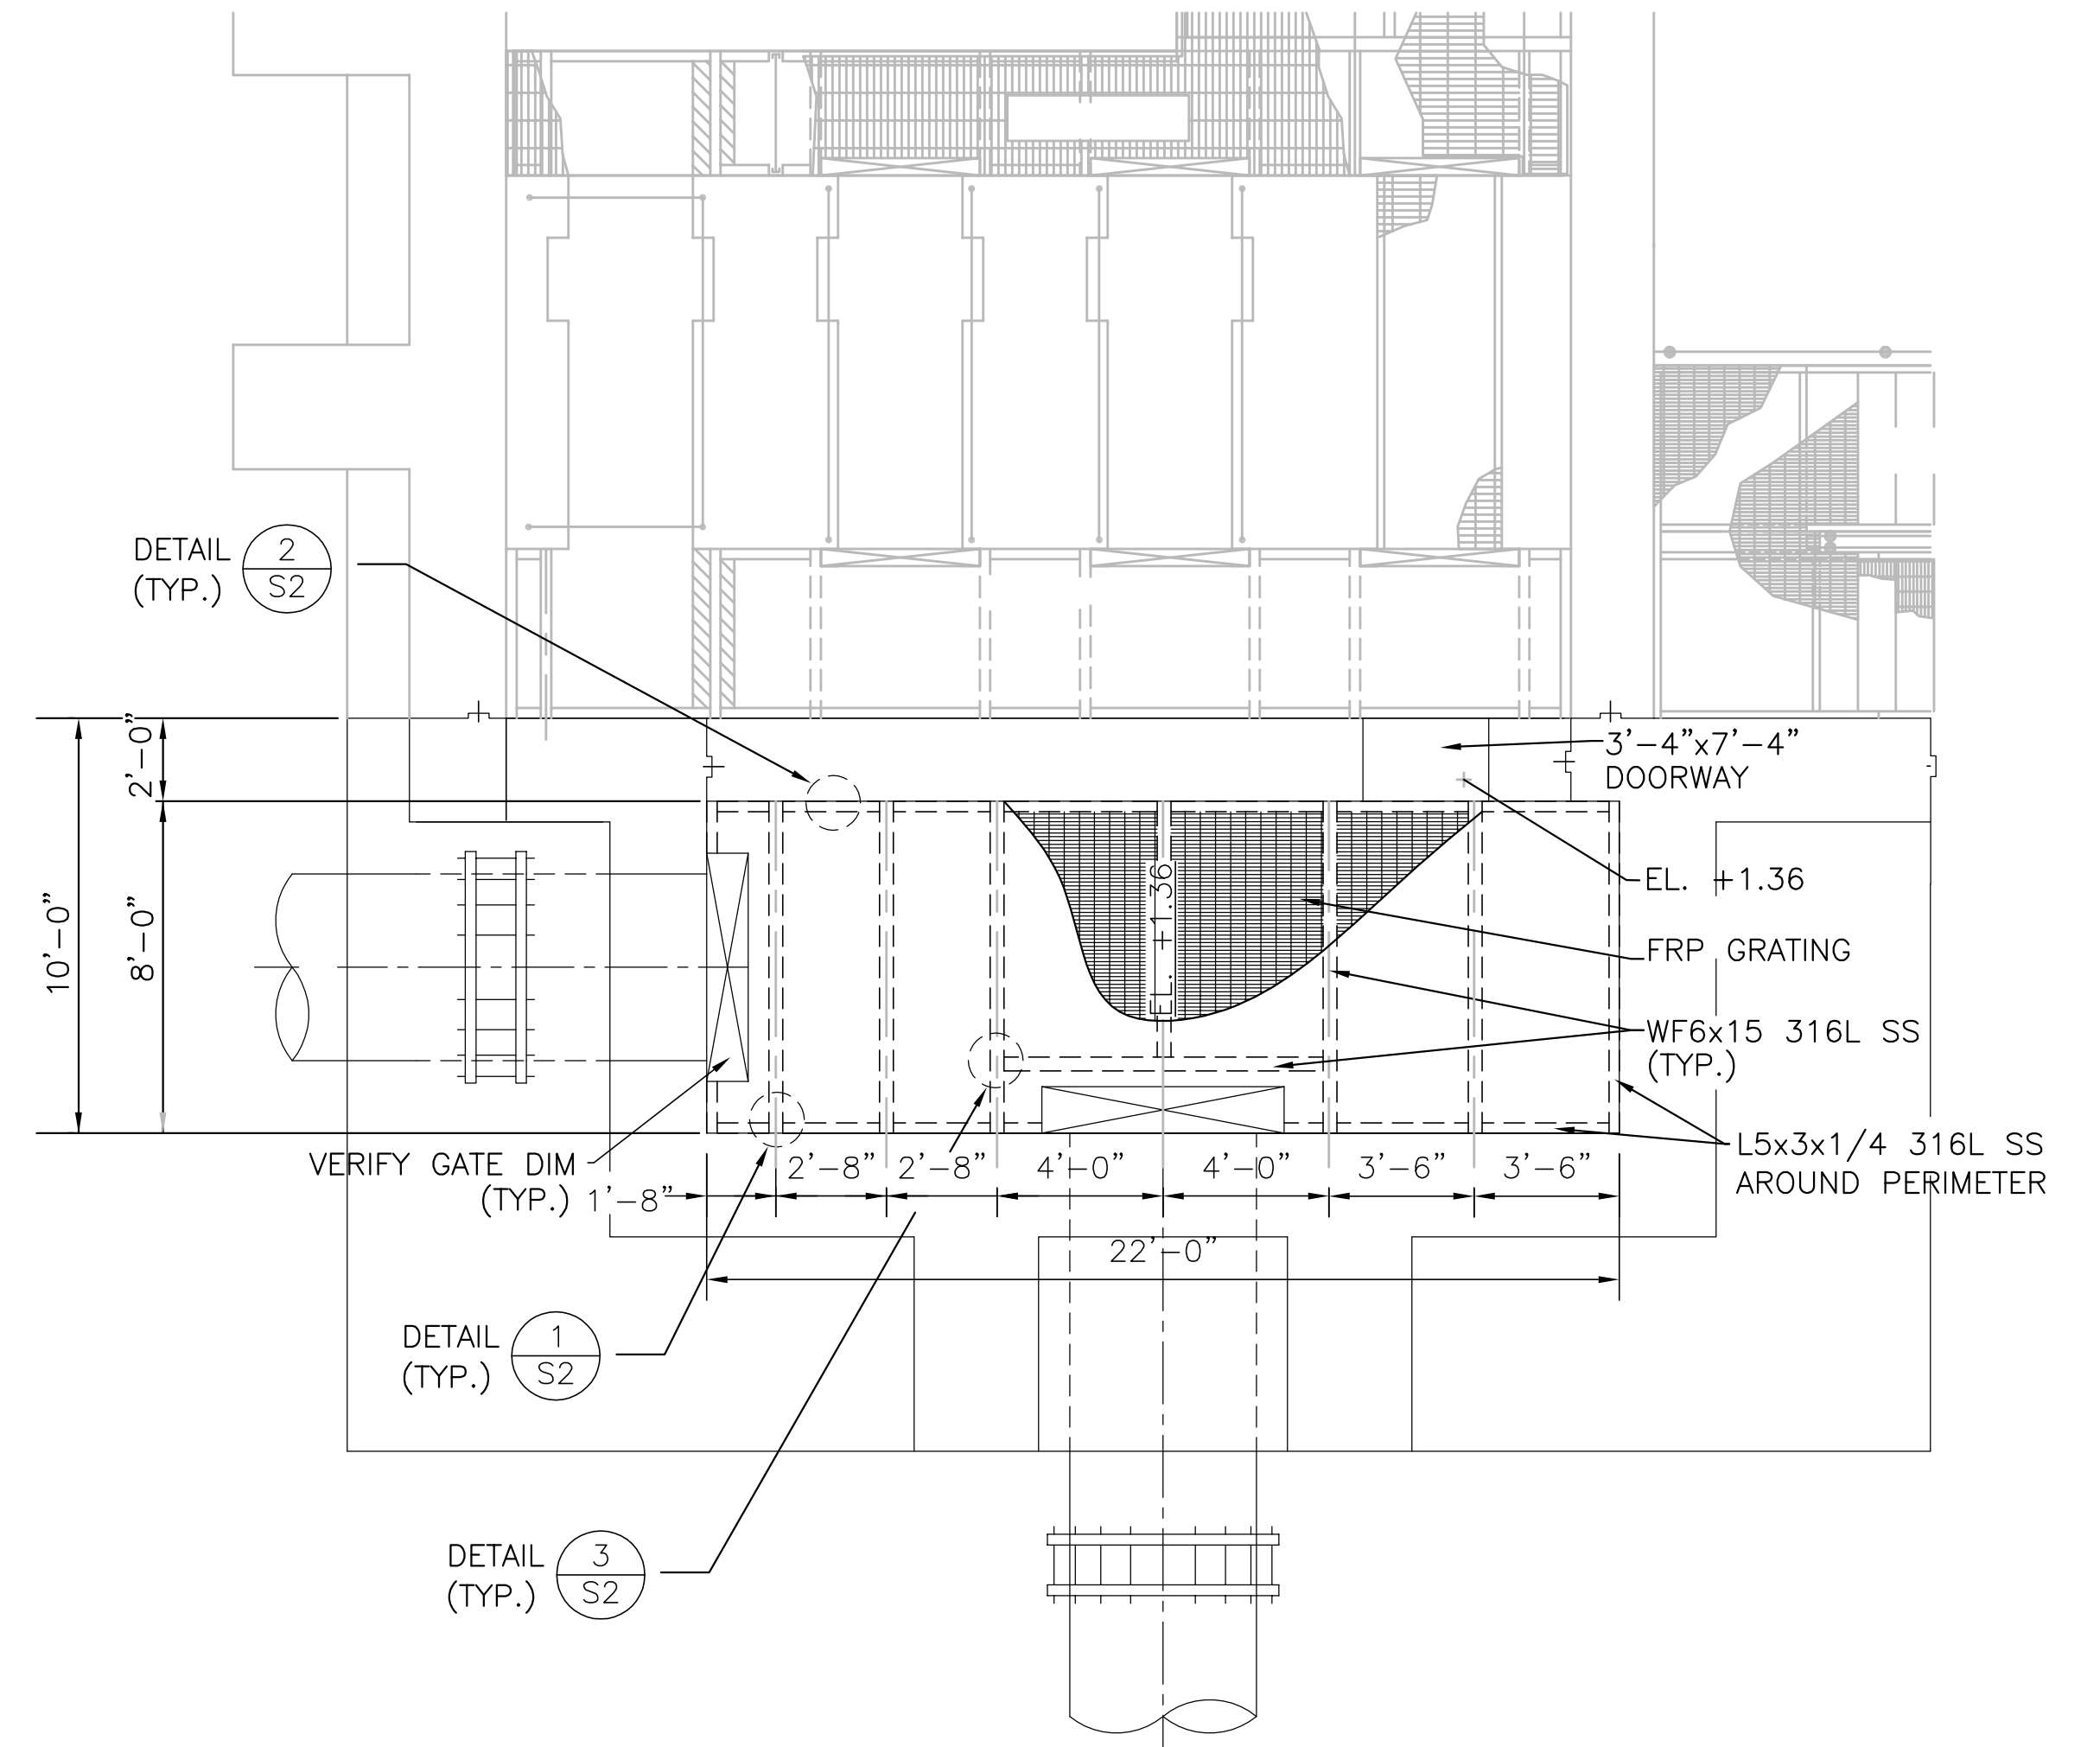 DETAIL 2
(TYP.) S2
2'-0"
3'-4"x7'-4"
DOORWAY
10'-0"
8'-0"
EL. +1.36
EL. +1.36
FRP GRATING
WF6x15 316L SS
(TYP.)
VERIFY GATE DIM
(TYP.)
1'-8"
2'-8"
2'-8"
4'-0"
4'-0"
3'-6"
3'-6"
L5x3x1/4 316L SS
AROUND PERIMETER
22'-0"
DETAIL 1
(TYP.) S2
DETAIL 3
(TYP.) S2